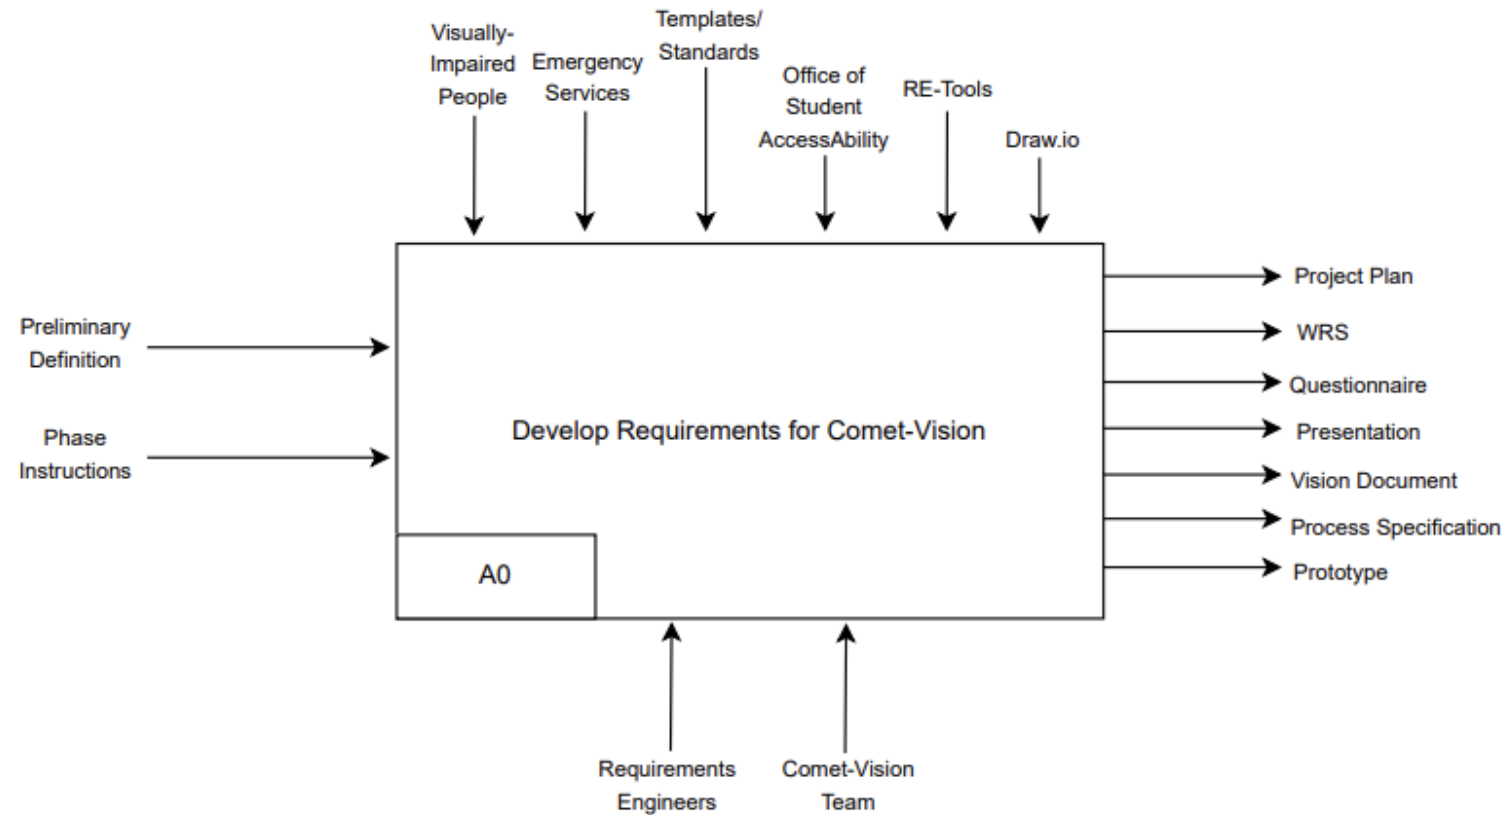 Visually-
Impaired
People
Emergency
Services
Templates/
Standards
Office of
Student
AccessAbility
RE-Tools
Draw.io
Preliminary
Definition
Phase
Instructions
Develop Requirements for Comet-Vision
A0
Project Plan
WRS
Questionnaire
Presentation
Vision Document
Process Specification
Prototype
Requirements
Engineers
Comet-Vision
Team